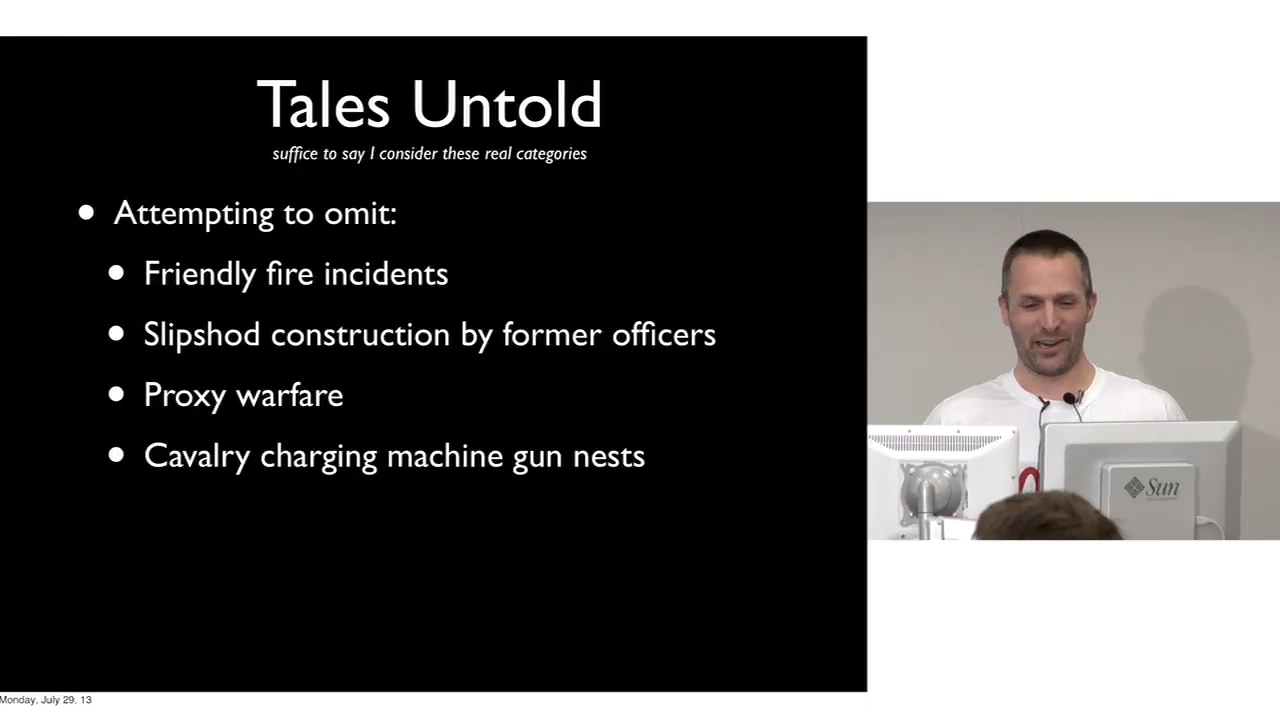 Tales Untold
suffice to say I consider these real categories
• Attempting to omit:
• Friendly fire incidents
• Slipshod construction by former officers
• Proxy warfare
• Cavalry charging machine gun nests
Sun
Monday, July 29, 13